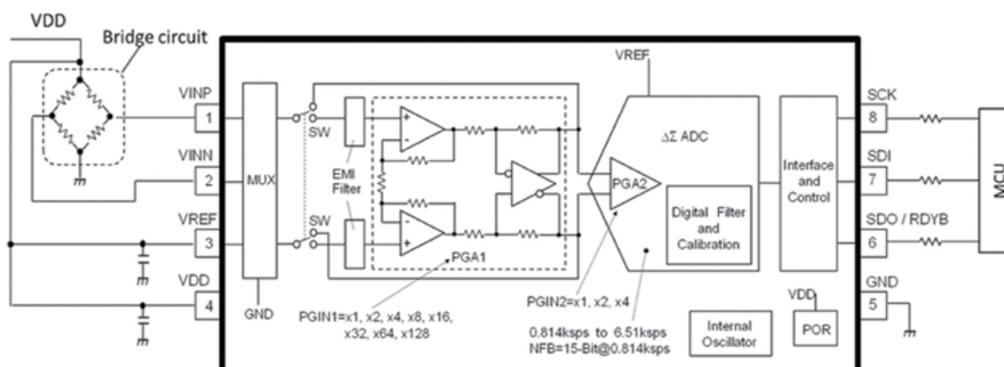 VDD
Bridge circuit
VINP
1
VINN
2
VREF
3
VDD
4
MUX
GND
SW
SW
EMI
Filter
+
-
-
+
PGA1
PGIN1=x1, x2, x4, x8, x16,
x32, x64, x128
VREF
ΔΣ ADC
PGA2
Digital Filter
and
Calibration
PGIN2=x1, x2, x4
0.814ksps to 6.51ksps
NFB=15-Bit@0.814ksps
Internal
Oscillator
VDD
POR
Interface
and
Control
SCK
8
SDI
7
SDO / RDYB
6
GND
5
MCU